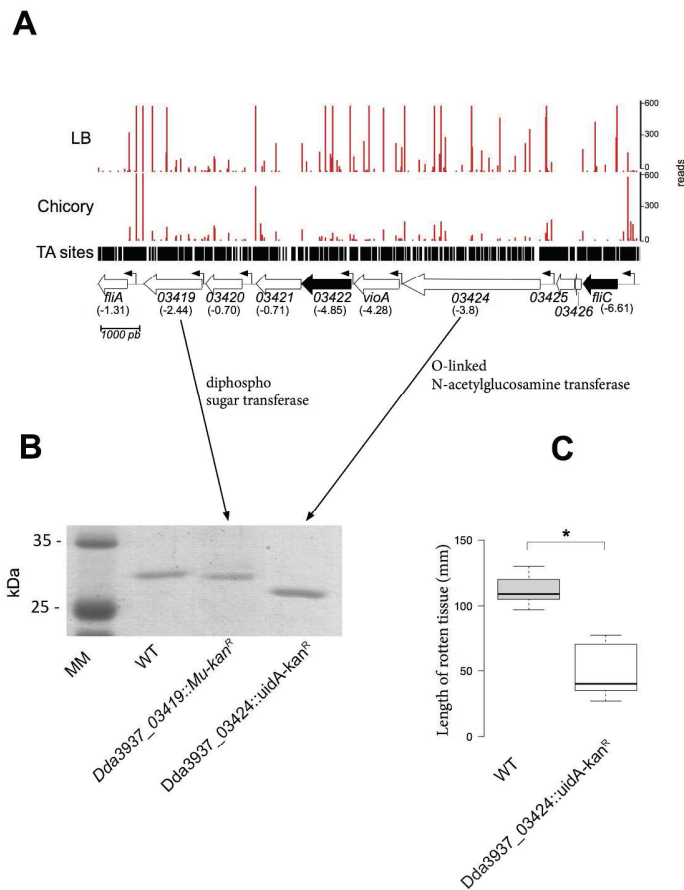 A
LB
600
300
0
reads
Chicory
600
300
0
TA sites
fliA
(-1.31)
03419
(-2.44)
03420
(-0.70)
03421
(-0.71)
03422
(-4.85)
vioA
(-4.28)
03424
(-3.8)
03425
03426
fliC
(-6.61)
1000 pb
diphospho
sugar transferase
O-linked
N-acetylglucosamine transferase
B
35 -
25 -
kDa
MM
WT
Dda3937_03419::Mu-kanR
Dda3937_03424::uidA-kanR
C
Length of rotten tissue (mm)
150
100
50
0
*
WT
Dda3937_03424::uidA-kanR